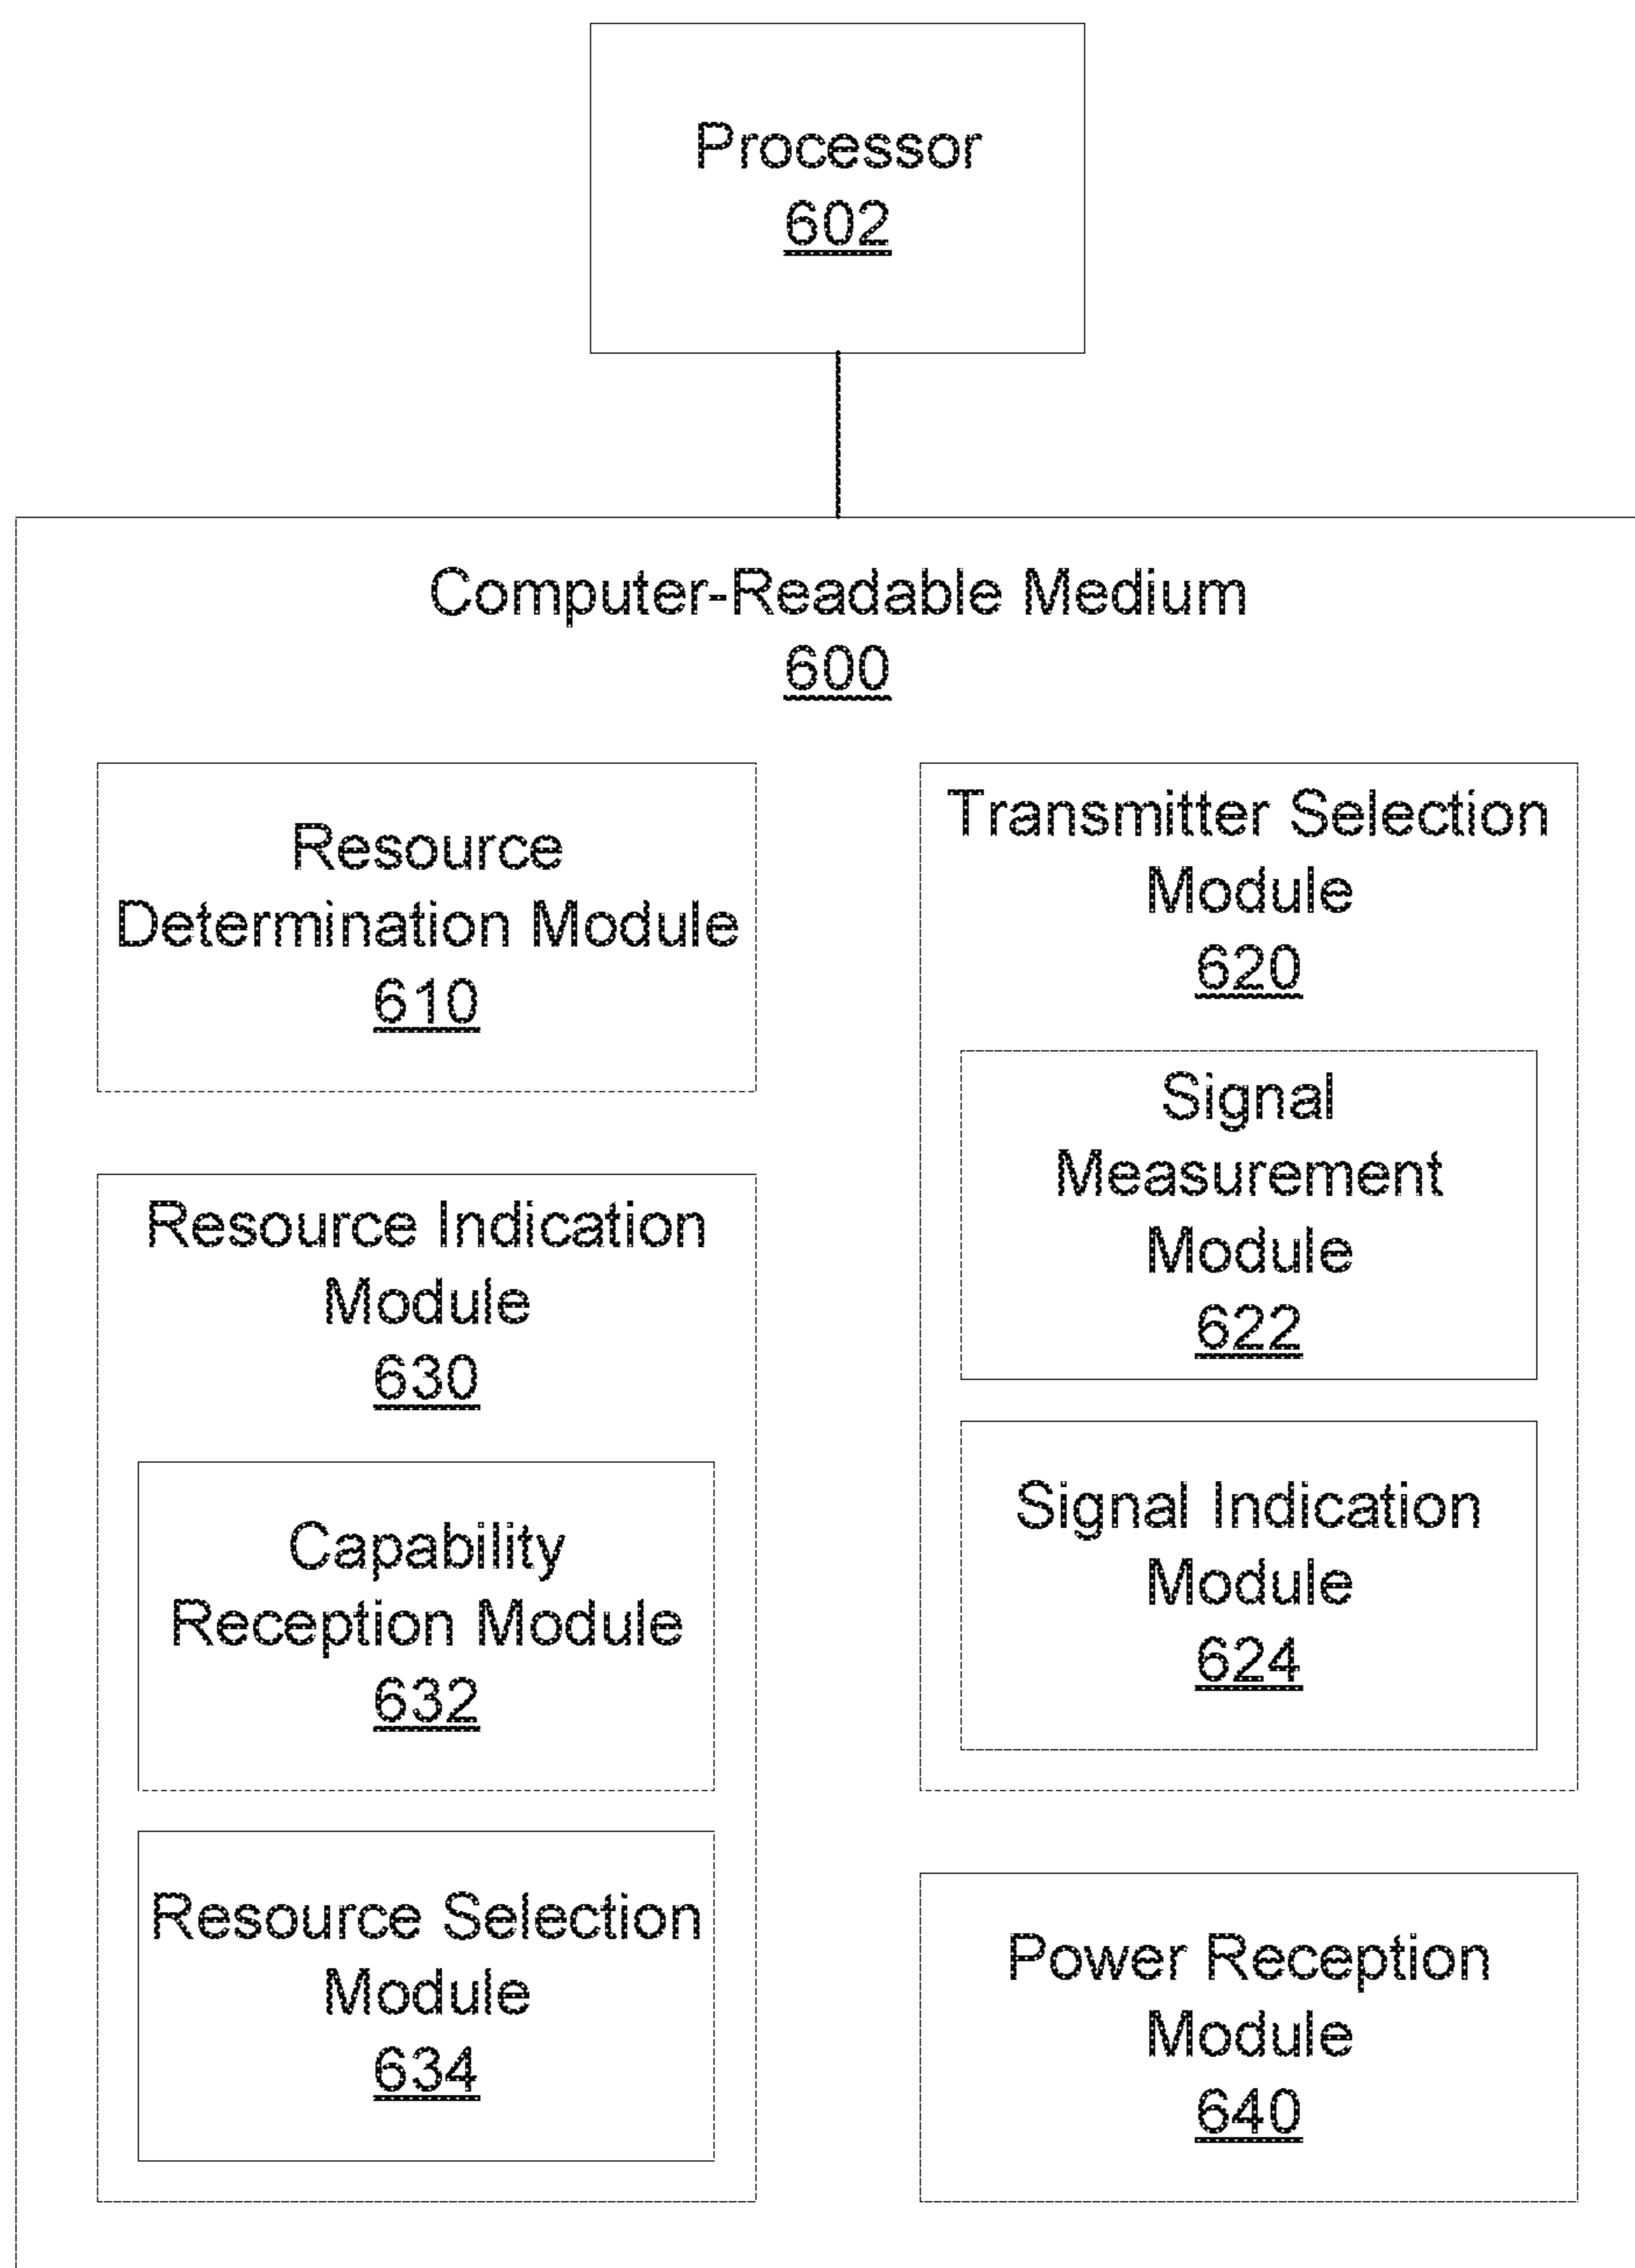 Processor
602
Computer-Readable Medium
600
Resource
Determination Module
610
Transmitter Selection
Module
620
Signal
Measurement
Module
622
Signal Indication
Module
624
Resource Indication
Module
630
Capability
Reception Module
632
Resource Selection
Module
634
Power Reception
Module
640